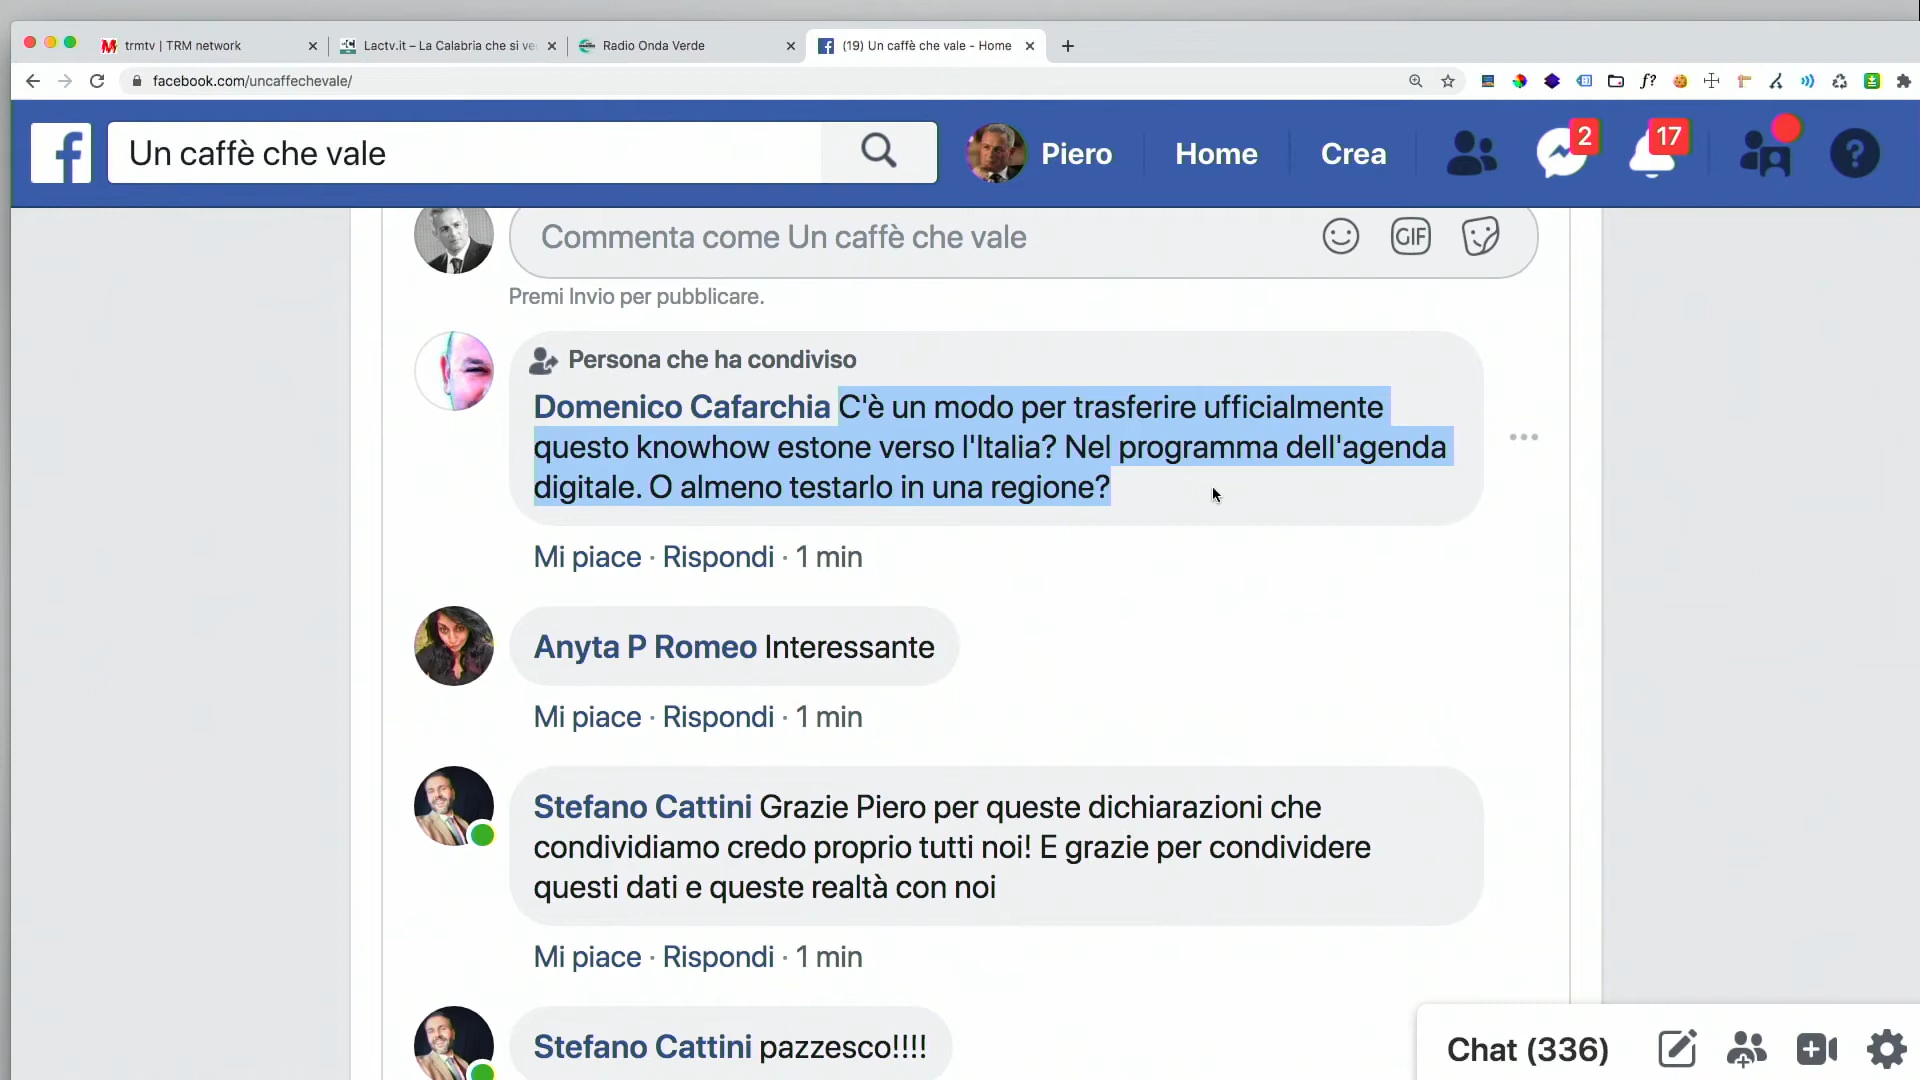 trmtv | TRM network
Lactv.it – La Calabria che si ve
Radio Onda Verde
(19) Un caffè che vale - Home
facebook.com/uncaffechevale/
Un caffè che vale
Piero
Home
Crea
2
17
Commenta come Un caffè che vale
GIF
Premi Invio per pubblicare.
Persona che ha condiviso
Domenico Cafarchia C'è un modo per trasferire ufficialmente
questo knowhow estone verso l'Italia? Nel programma dell'agenda
digitale. O almeno testarlo in una regione?
Mi piace · Rispondi · 1 min
Anyta P Romeo Interessante
Mi piace · Rispondi · 1 min
Stefano Cattini Grazie Piero per queste dichiarazioni che
condividiamo credo proprio tutti noi! E grazie per condividere
questi dati e queste realtà con noi
Mi piace · Rispondi · 1 min
Stefano Cattini pazzesco!!!!
Chat (336)